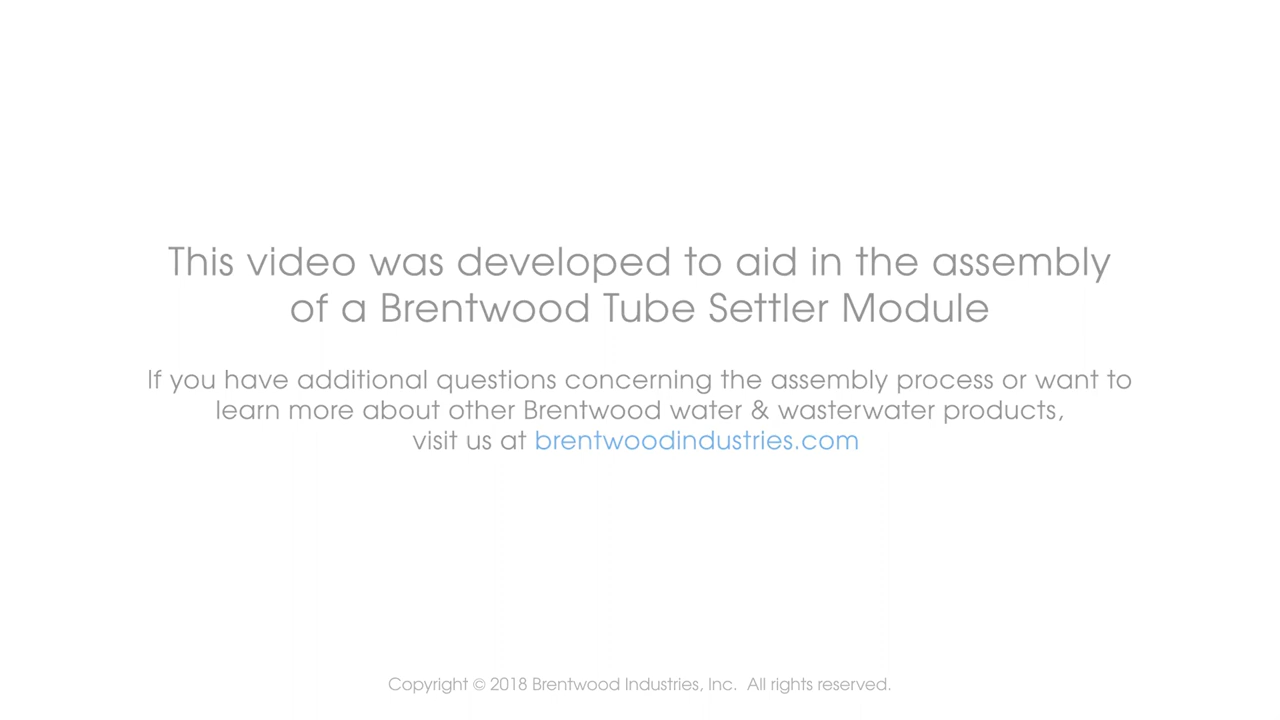 This video was developed to aid in the assembly
of a Brentwood Tube Settler Module
If you have additional questions concerning the assembly process or want to
learn more about other Brentwood water & wasterwater products,
visit us at brentwoodindustries.com
Copyright © 2018 Brentwood Industries, Inc.  All rights reserved.